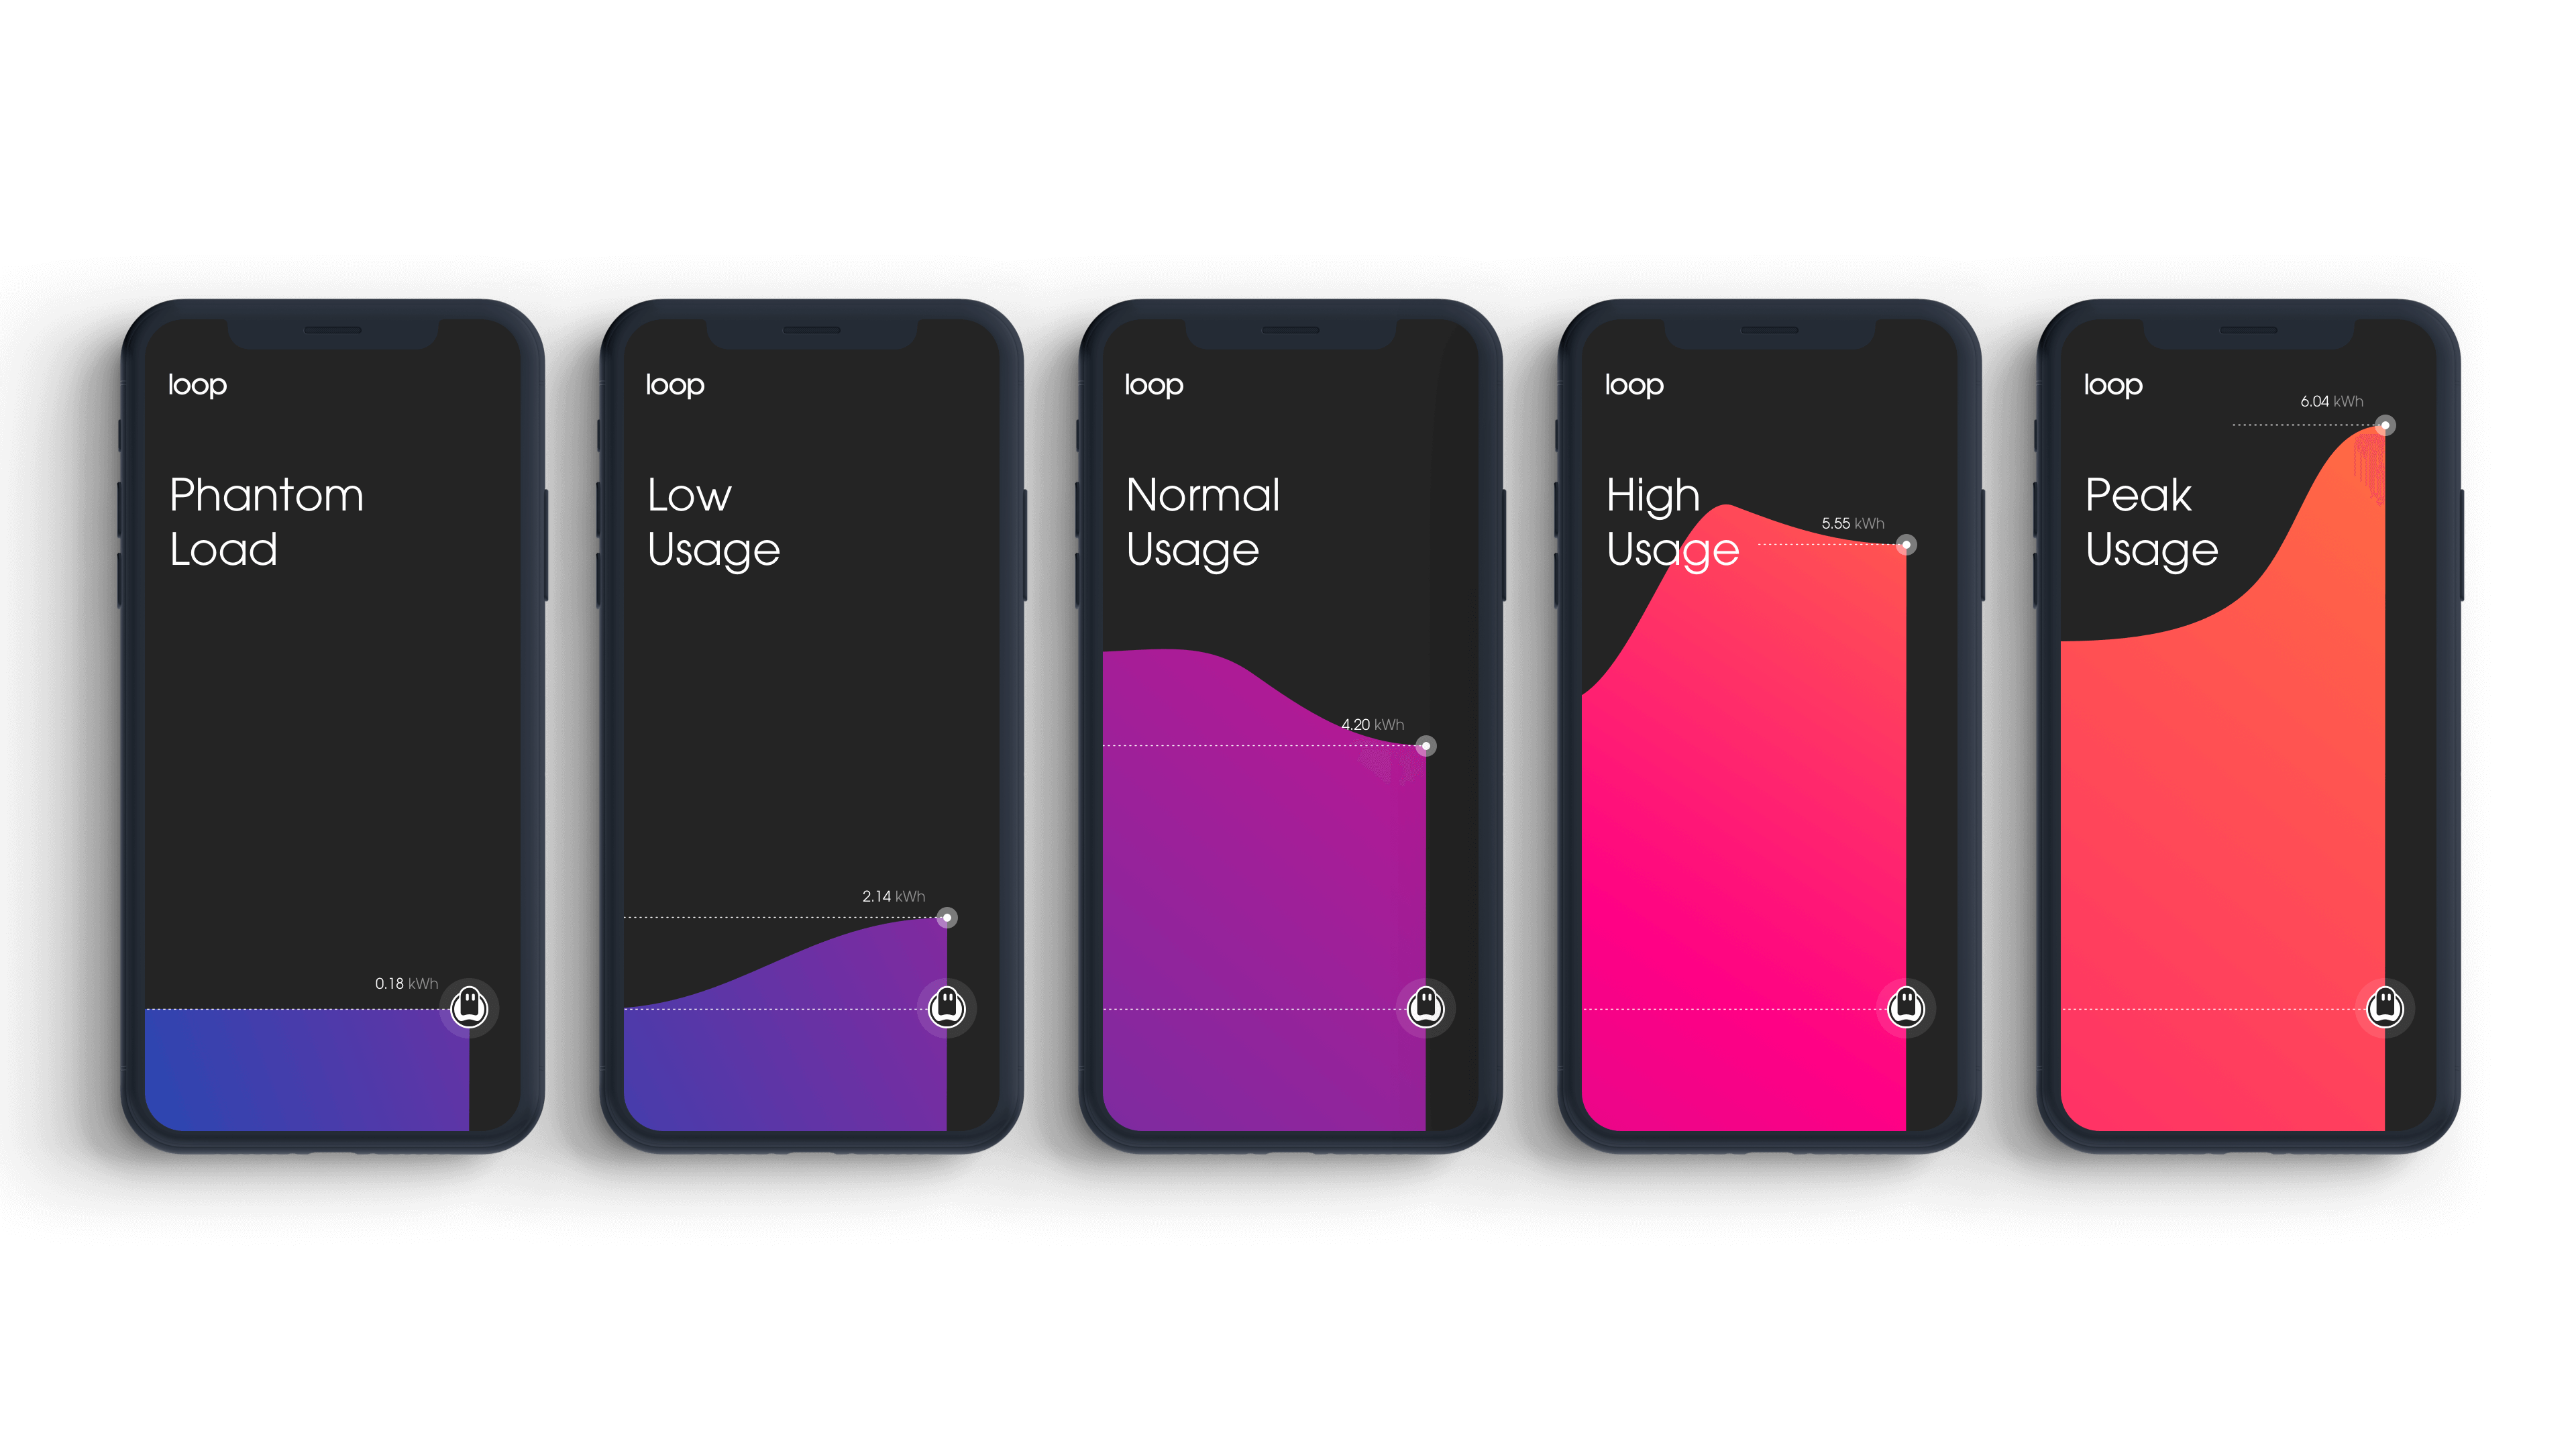 loop
Phantom
Load
0.18 kWh
loop
Low
Usage
2.14 kWh
loop
Normal
Usage
4.20 kWh
loop
High
Usage
5.55 kWh
loop
6.04 kWh
Peak
Usage